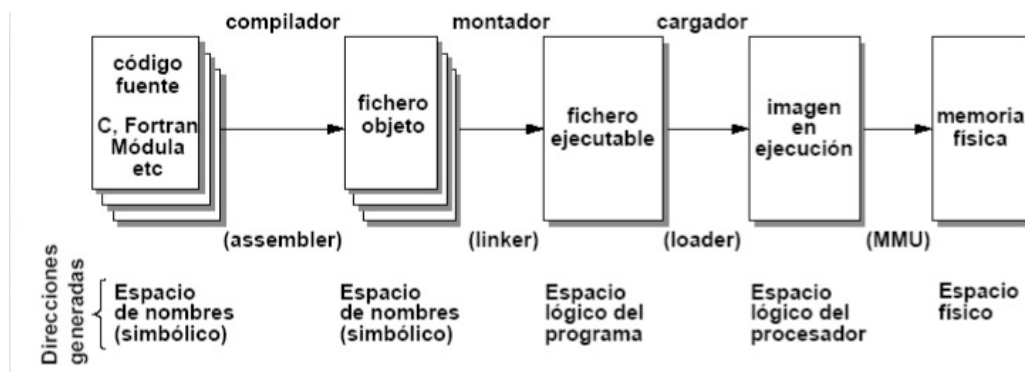 compilador
montador
cargador
código
fuente
C, Fortran
Módula
etc
fichero
objeto
fichero
ejecutable
imagen
en
ejecución
memoria
física
(assembler)
(linker)
(loader)
(MMU)
Direcciones
generadas
Espacio
de nombres
(simbólico)
Espacio
de nombres
(simbólico)
Espacio
lógico del
programa
Espacio
lógico del
procesador
Espacio
físico